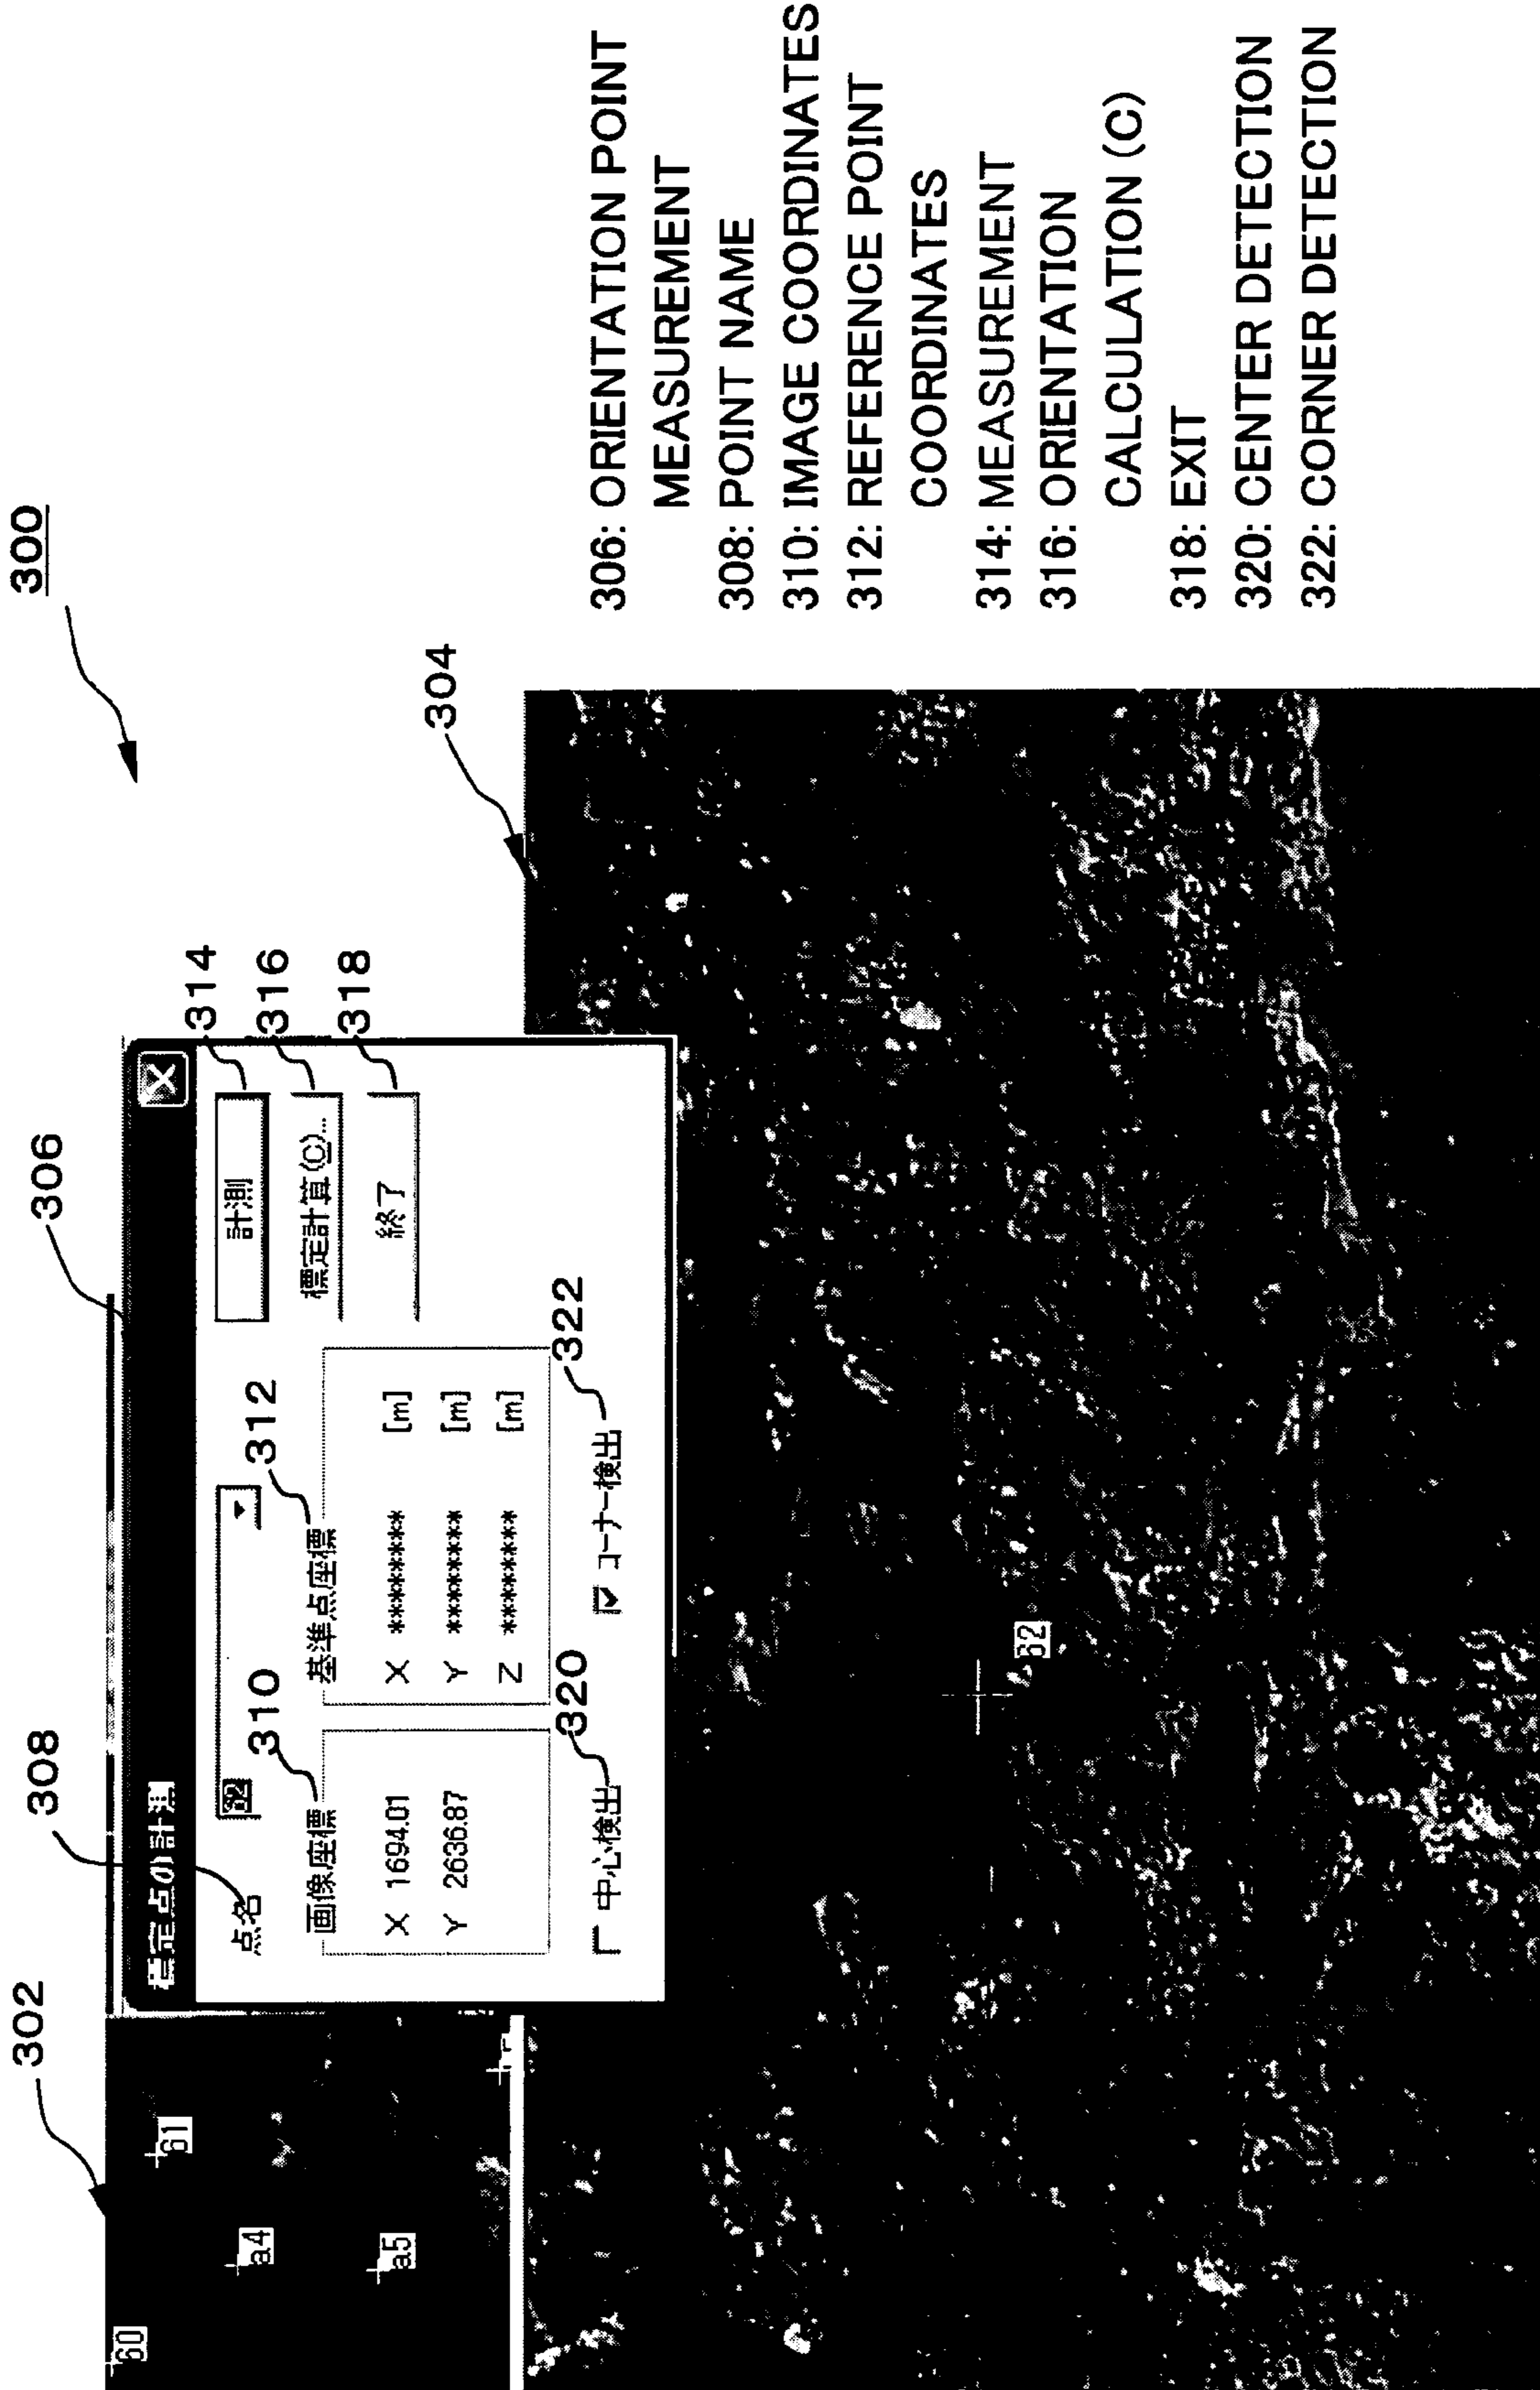 300
302
308
306
標定点の計測
点名
62
310
312
314
計測
316
標定計算(C)...
318
終了
画像座標
X 1694.01
Y 2636.87
基準点座標
X ******** [m]
Y ******* [m]
Z ******* [m]
320
中心検出
322
コーナー検出
304
60
61
a4
a5
62
306: ORIENTATION POINT
MEASUREMENT
308: POINT NAME
310: IMAGE COORDINATES
312: REFERENCE POINT
COORDINATES
314: MEASUREMENT
316: ORIENTATION
CALCULATION (C)
318: EXIT
320: CENTER DETECTION
322: CORNER DETECTION